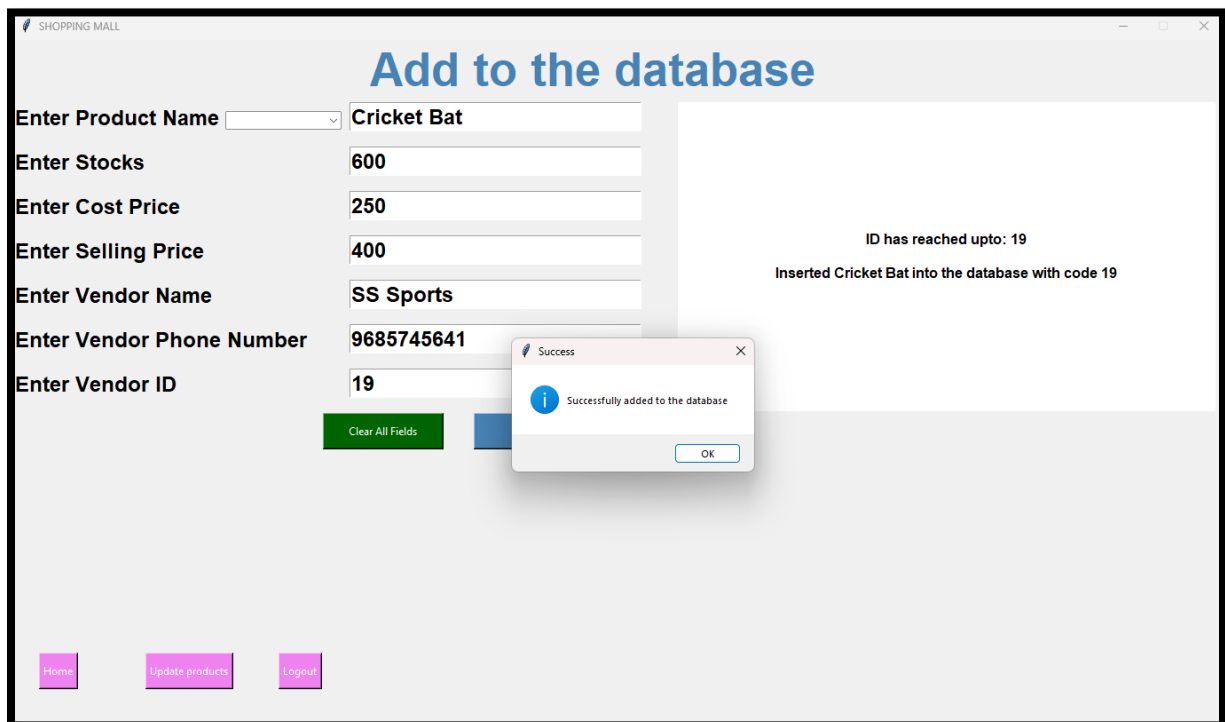 SHOPPING MALL
Add to the database
Enter Product Name Cricket Bat
Enter Stocks 600
Enter Cost Price 250
Enter Selling Price 400
Enter Vendor Name SS Sports
Enter Vendor Phone Number 9685745641
Enter Vendor ID 19
ID has reached upto: 19
Inserted Cricket Bat into the database with code 19
Success
Successfully added to the database
OK
Clear All Fields
Home Update products Logout